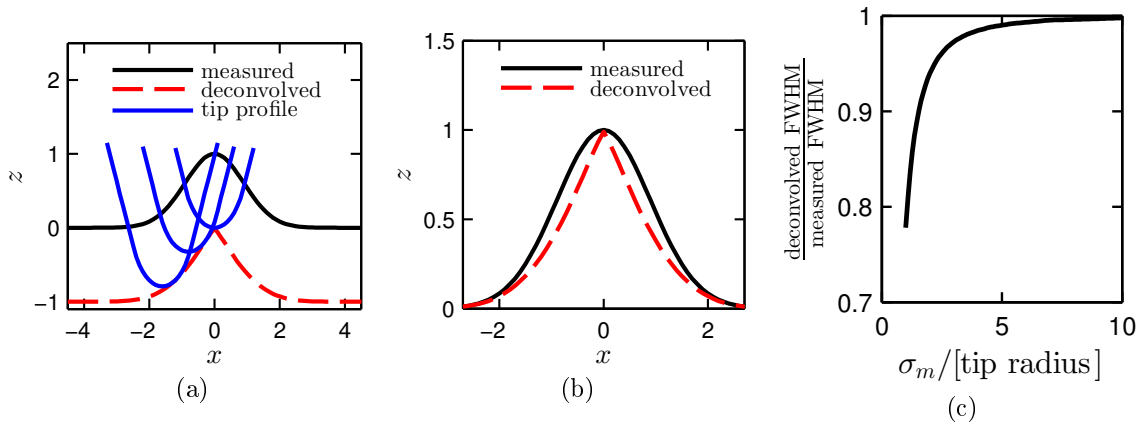 measured
deconvolved
tip profile
2
1
0
−1
z
−4
−2
0
2
4
x
(a)
measured
deconvolved
1.5
1
0.5
0
z
−2
0
2
x
(b)
1
0.9
0.8
0.7
deconvolved FWHM
measured FWHM
0
5
10
σm/[tip radius]
(c)